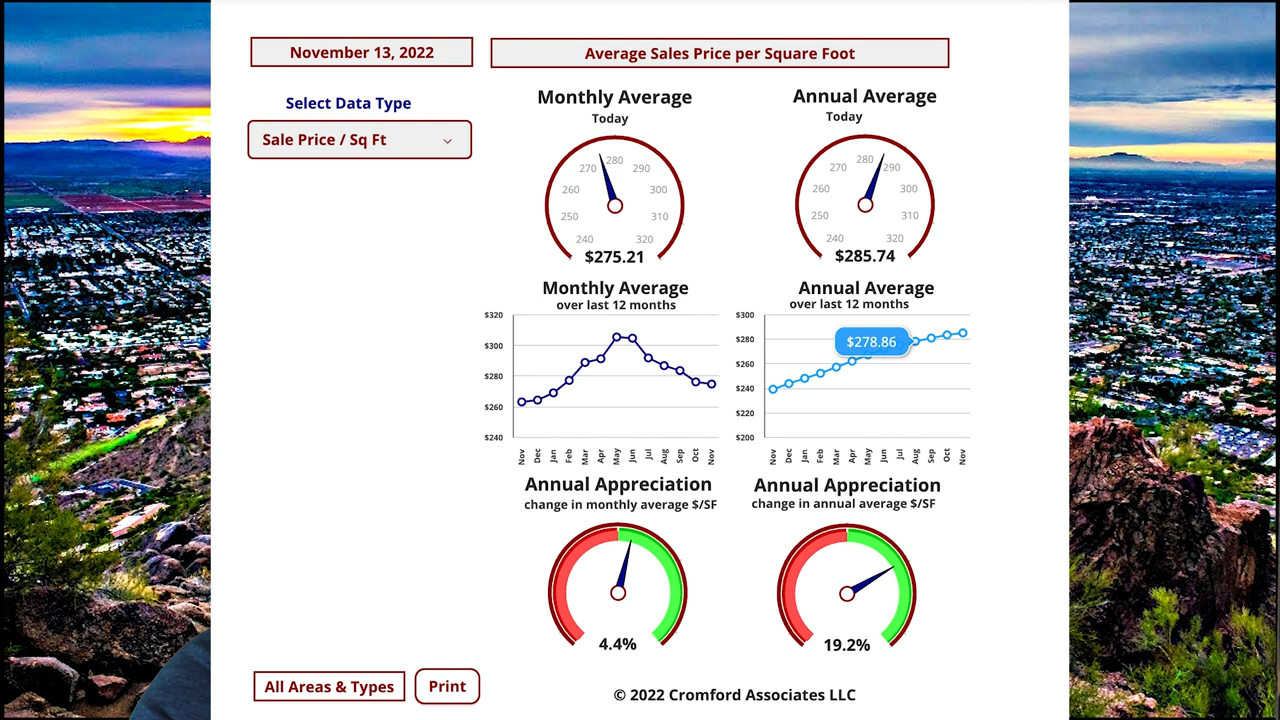 November 13, 2022
Average Sales Price per Square Foot
Select Data Type
Sale Price / Sq Ft
Monthly Average
Today
240
250
260
270
280
290
300
310
320
$275.21
Annual Average
Today
240
250
260
270
280
290
300
310
320
$285.74
Monthly Average
over last 12 months
$320
$300
$280
$260
$240
Nov Dec Jan Feb Mar Apr May Jun Jul Aug Sep Oct Nov
Annual Average
over last 12 months
$300
$280
$260
$240
$220
$200
$278.86
Nov Dec Jan Feb Mar Apr May Jun Jul Aug Sep Oct Nov
Annual Appreciation
change in monthly average $/SF
4.4%
Annual Appreciation
change in annual average $/SF
19.2%
All Areas & Types
Print
© 2022 Cromford Associates LLC